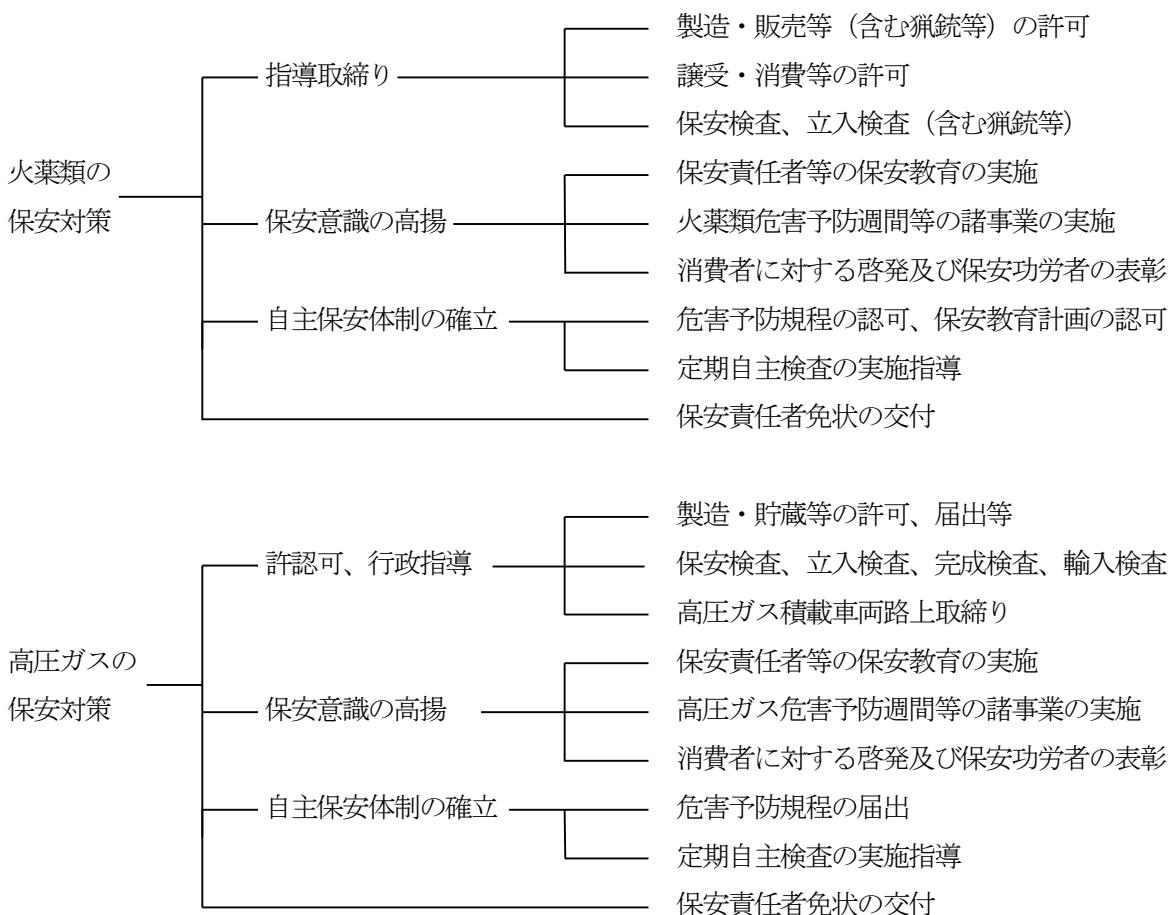 製造・販売等（含む猟銃等）の許可
指導取締り
譲受・消費等の許可
保安検査、立入検査（含む猟銃等）
火薬類の
保安対策
保安責任者等の保安教育の実施
保安意識の高揚
火薬類危害予防週間等の諸事業の実施
消費者に対する啓発及び保安功労者の表彰
自主保安体制の確立
危害予防規程の認可、保安教育計画の認可
定期自主検査の実施指導
保安責任者免状の交付
製造・貯蔵等の許可、届出等
許認可、行政指導
保安検査、立入検査、完成検査、輸入検査
高圧ガス積載車両路上取締り
高圧ガスの
保安対策
保安責任者等の保安教育の実施
保安意識の高揚
高圧ガス危害予防週間等の諸事業の実施
消費者に対する啓発及び保安功労者の表彰
自主保安体制の確立
危害予防規程の届出
定期自主検査の実施指導
保安責任者免状の交付